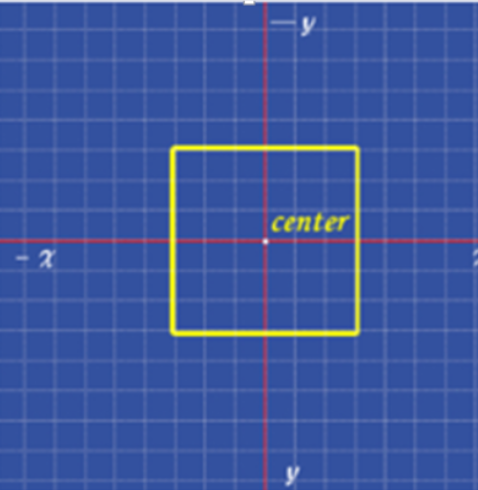 — y
center
- x
y